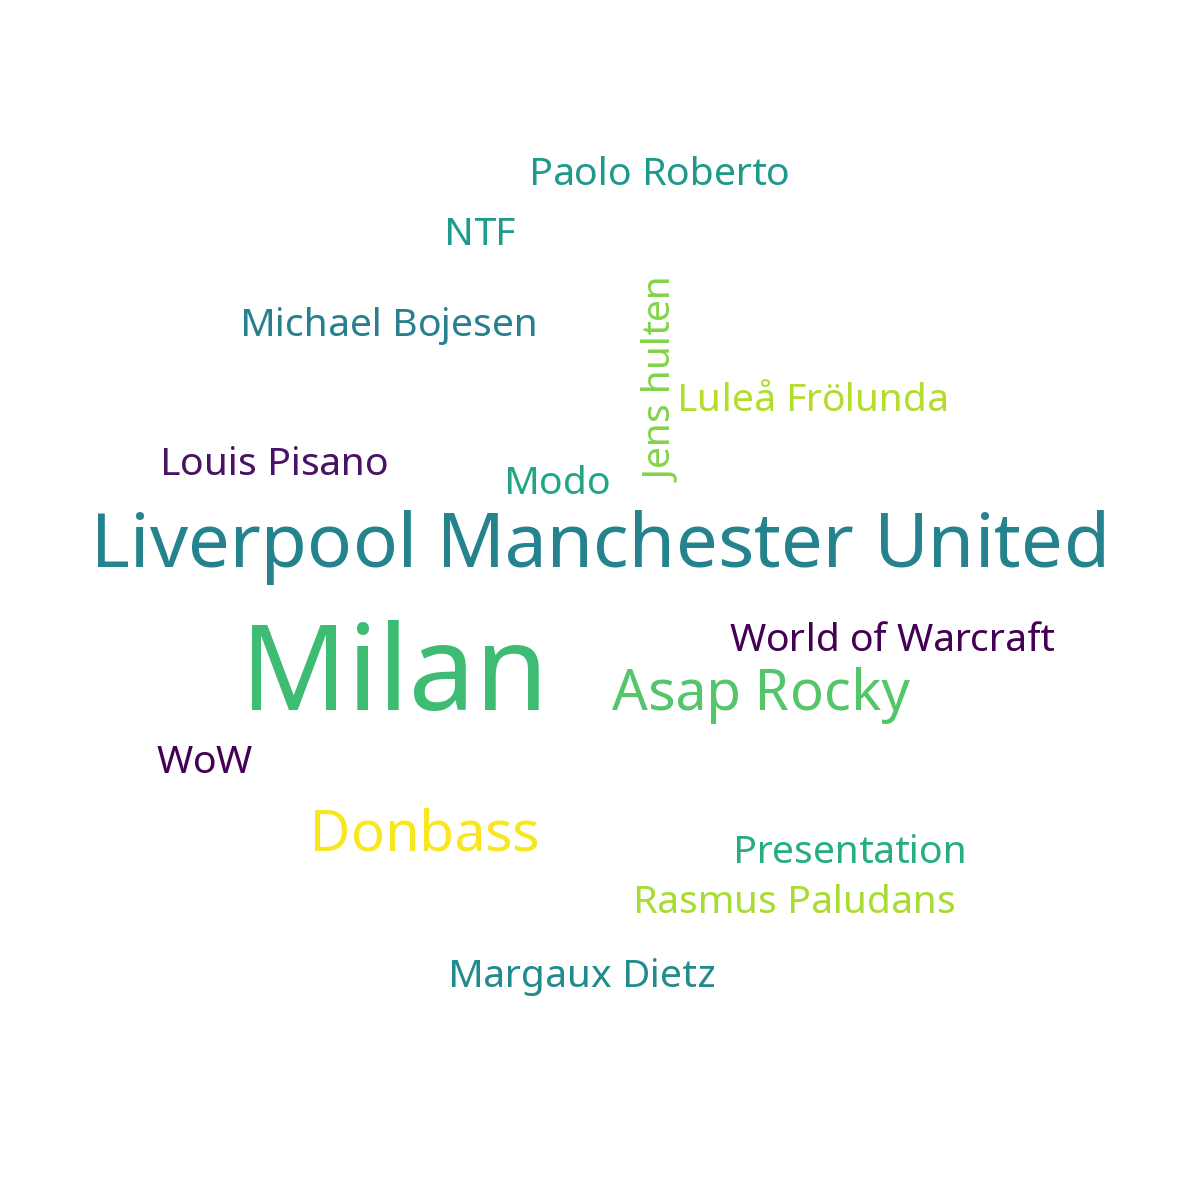 Paolo Roberto
NTF
Michael Bojesen
Jens hulten
Luleå Frölunda
Louis Pisano
Modo
Liverpool Manchester United
World of Warcraft
Milan
Asap Rocky
WoW
Donbass
Presentation
Rasmus Paludans
Margaux Dietz